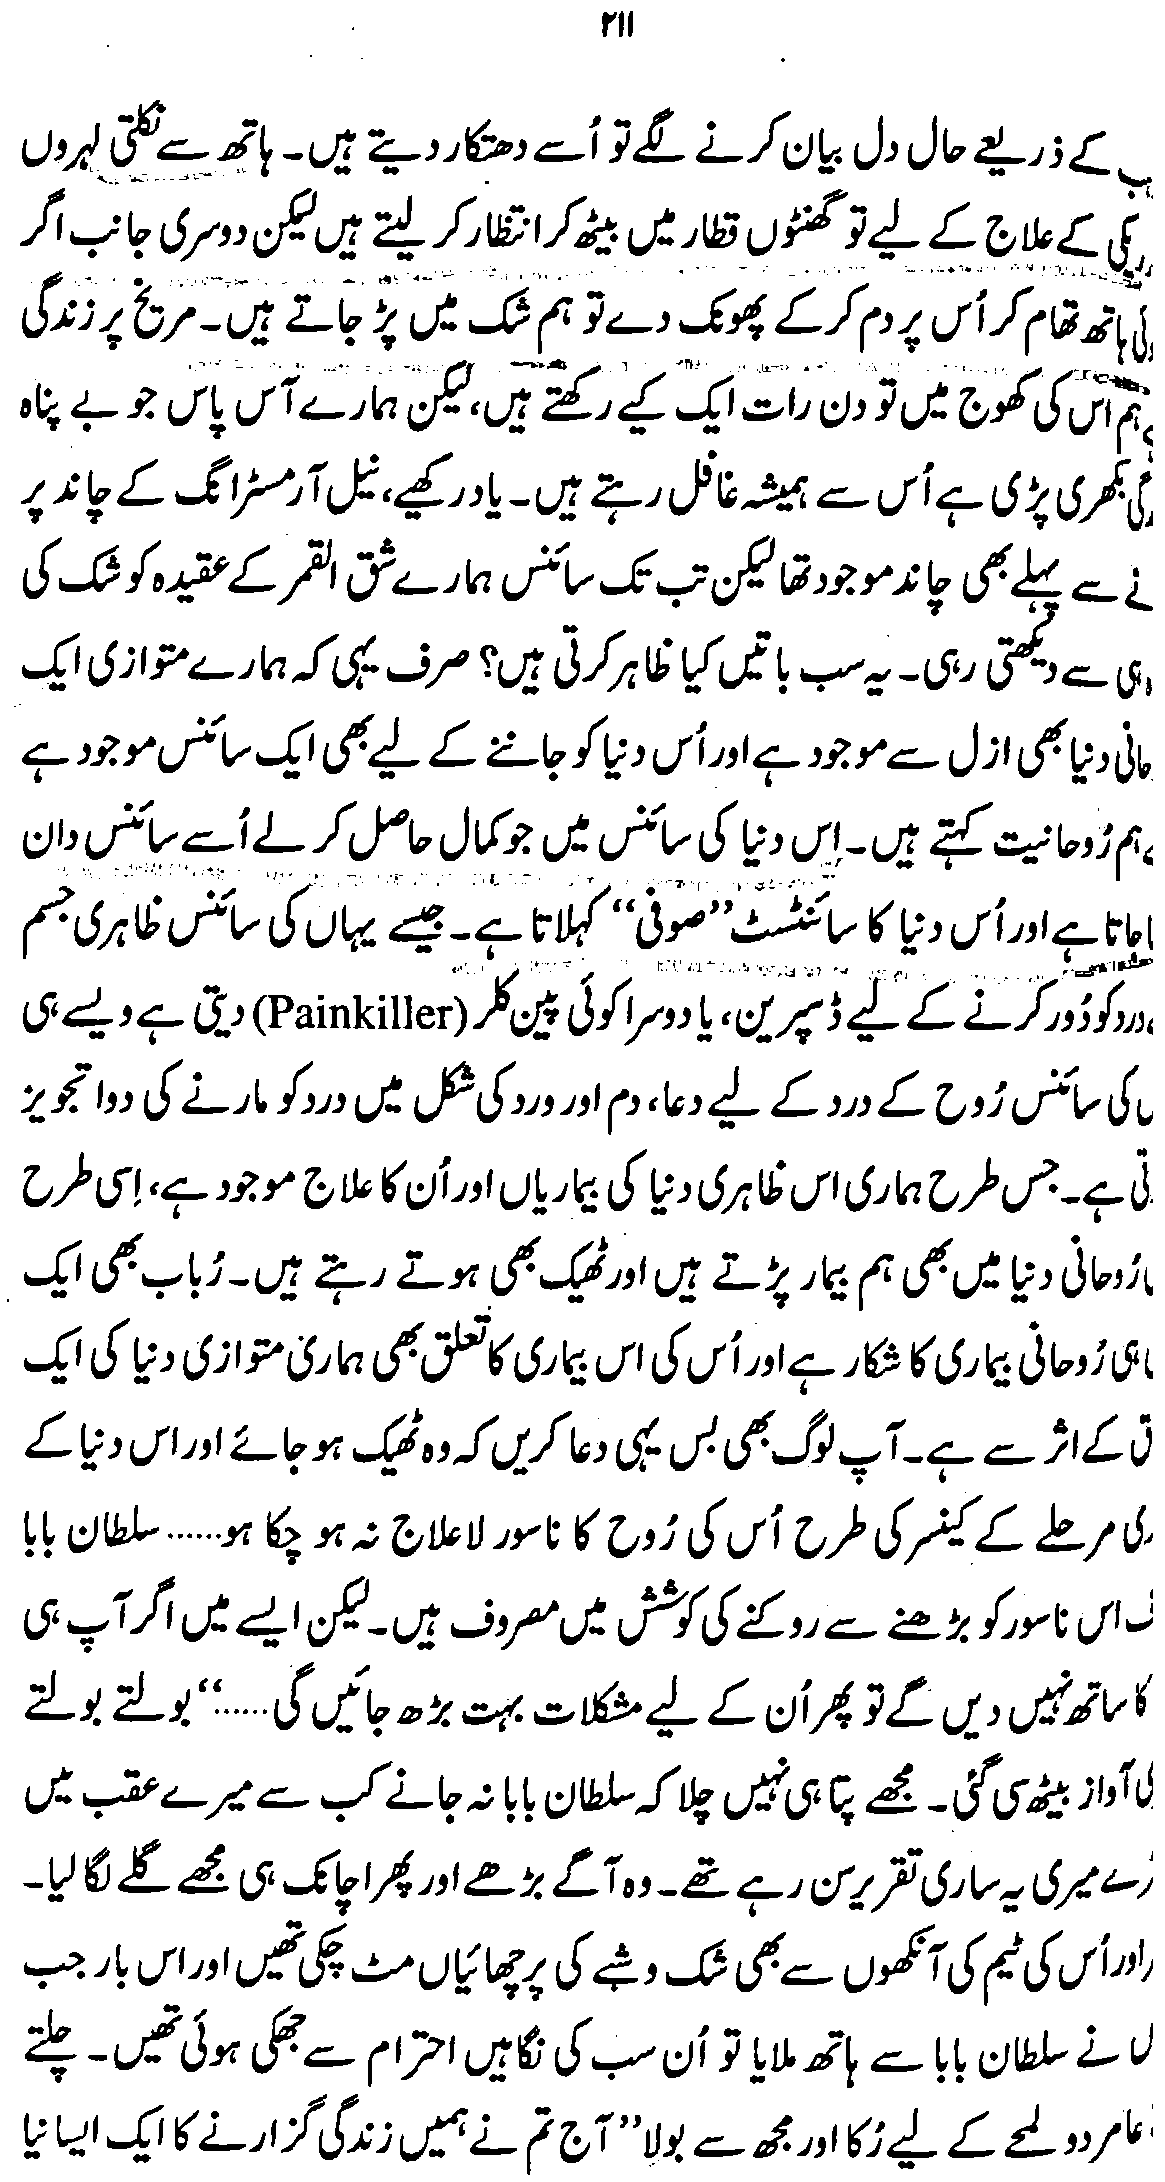 ۲۱۱
کے ذریعے حال دل بیان کرنے لگے تو اُسے دھتکار دیتے ہیں۔ ہاتھ سے نکلتی لہروں
کے علاج کے لیے تو گھنٹوں قطار میں بیٹھ کر انتظار کر لیتے ہیں لیکن دوسری جانب اگر
ہاتھ تھام کر اُس پر دم کر کے پھونک دے تو ہم شک میں پڑ جاتے ہیں۔ مریخ پر زندگی
ہم اس کی کھوج میں تو دن رات ایک کیے رکھتے ہیں، لیکن ہمارے آس پاس جو بے پناہ
بکھری پڑی ہے اُس سے ہمیشہ غافل رہتے ہیں۔ یاد رکھیے، نیل آرمسٹرانگ کے چاند پر
نے سے پہلے بھی چاند موجود تھا لیکن تب تک سائنس ہمارے شق القمر کے عقیدہ کو شک کی
ہی سے دیکھتی رہی۔ یہ سب باتیں کیا ظاہر کرتی ہیں؟ صرف یہی کہ ہمارے متوازی ایک
حانی دنیا بھی ازل سے موجود ہے اور اُس دنیا کو جاننے کے لیے بھی ایک سائنس موجود ہے
ہم رُوحانیت کہتے ہیں۔ اِس دنیا کی سائنس میں جو کمال حاصل کر لے اُسے سائنس دان
جاتا ہے اور اُس دنیا کا سائنٹسٹ ”صوفی“ کہلاتا ہے۔ جیسے یہاں کی سائنس ظاہری جسم
درد کو دُور کرنے کے لیے ڈسپرین، یا دوسرا کوئی پین کلر (Painkiller) دیتی ہے ویسے ہی
کی سائنس رُوح کے درد کے لیے دعا، دم اور ورد کی شکل میں درد کو مارنے کی دوا تجویز
تی ہے۔ جس طرح ہماری اس ظاہری دنیا کی بیماریاں اور اُن کا علاج موجود ہے، اِسی طرح
رُوحانی دنیا میں بھی ہم بیمار پڑتے ہیں اور ٹھیک بھی ہوتے رہتے ہیں۔ رُباب بھی ایک
ہی رُوحانی بیماری کا شکار ہے اور اُس کی اس بیماری کا تعلق بھی ہماری متوازی دنیا کی ایک
ق کے اثر سے ہے۔ آپ لوگ بھی بس یہی دعا کریں کہ وہ ٹھیک ہو جائے اور اس دنیا کے
ری مرحلے کے کینسر کی طرح اُس کی رُوح کا ناسور لاعلاج نہ ہو چکا ہو...... سلطان بابا
اس ناسور کو بڑھنے سے روکنے کی کوشش میں مصروف ہیں۔ لیکن ایسے میں اگر آپ ہی
کا ساتھ نہیں دیں گے تو پھر اُن کے لیے مشکلات بہت بڑھ جائیں گی......“ بولتے بولتے
آواز بیٹھ سی گئی۔ مجھے پتا ہی نہیں چلا کہ سلطان بابا نہ جانے کب سے میرے عقب میں
ڑے میری یہ ساری تقریر سن رہے تھے۔ وہ آگے بڑھے اور پھر اچانک ہی مجھے گلے لگا لیا۔
اور اُس کی ٹیم کی آنکھوں سے بھی شک و شبے کی پرچھائیاں مٹ چکی تھیں اور اس بار جب
ں نے سلطان بابا سے ہاتھ ملایا تو اُن سب کی نگاہیں احترام سے جھکی ہوئی تھیں۔ چلتے
عامر دو لمحے کے لیے رُکا اور مجھ سے بولا ”آج تم نے ہمیں زندگی گزارنے کا ایک ایسا نیا